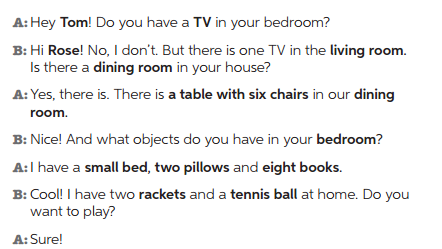 A: Hey Tom! Do you have a TV in your bedroom?
B: Hi Rose! No, I don't. But there is one TV in the living room.
Is there a dining room in your house?
A: Yes, there is. There is a table with six chairs in our dining
room.
B: Nice! And what objects do you have in your bedroom?
A: I have a small bed, two pillows and eight books.
B: Cool! I have two rackets and a tennis ball at home. Do you
want to play?
A: Sure!